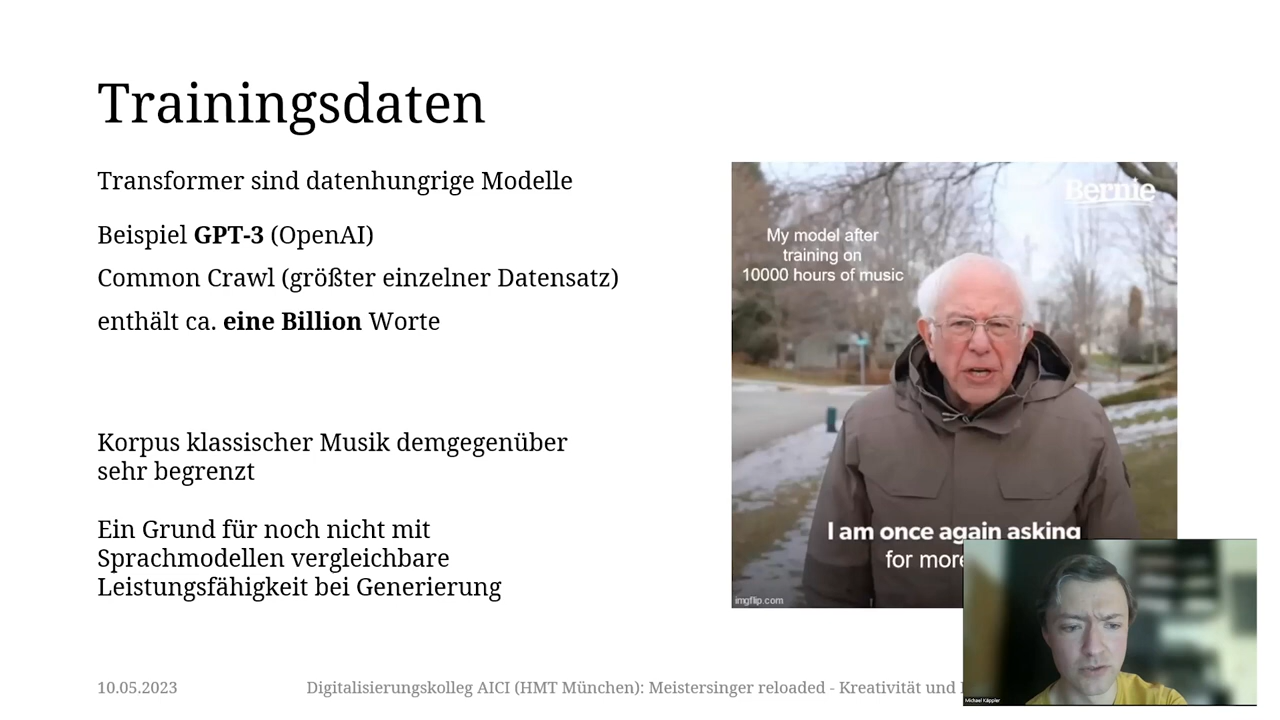 Trainingsdaten
Transformer sind datenhungrige Modelle
Beispiel GPT-3 (OpenAI)
Common Crawl (größter einzelner Datensatz)
enthält ca. eine Billion Worte
Korpus klassischer Musik demgegenüber
sehr begrenzt
Ein Grund für noch nicht mit
Sprachmodellen vergleichbare
Leistungsfähigkeit bei Generierung
Bernie
My model after
training on
10000 hours of music
I am once again asking
for more
imgflip.com
10.05.2023
Digitalisierungskolleg AICI (HMT München): Meistersinger reloaded - Kreativität und
Michael Käppler